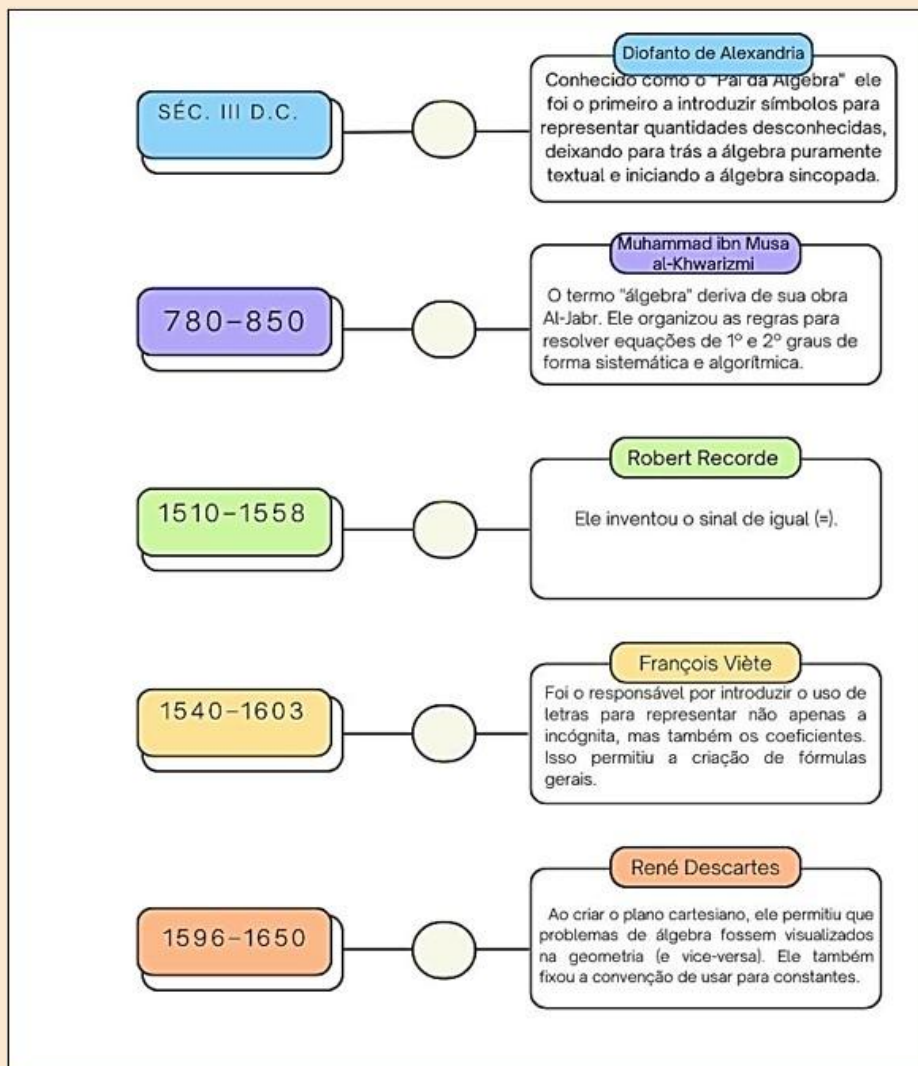 SÉC. III D.C.
Diofanto de Alexandria
Conhecido como o "Pai da Álgebra" ele
foi o primeiro a introduzir símbolos para
representar quantidades desconhecidas,
deixando para trás a álgebra puramente
textual e iniciando a álgebra sincopada.
780–850
Muhammad ibn Musa
al-Khwarizmi
O termo "álgebra" deriva de sua obra
Al-Jabr. Ele organizou as regras para
resolver equações de 1º e 2º graus de
forma sistemática e algorítmica.
1510–1558
Robert Recorde
Ele inventou o sinal de igual (=).
1540–1603
François Viète
Foi o responsável por introduzir o uso de
letras para representar não apenas a
incógnita, mas também os coeficientes.
Isso permitiu a criação de fórmulas
gerais.
1596–1650
René Descartes
Ao criar o plano cartesiano, ele permitiu que
problemas de álgebra fossem visualizados
na geometria (e vice-versa). Ele também
fixou a convenção de usar para constantes.